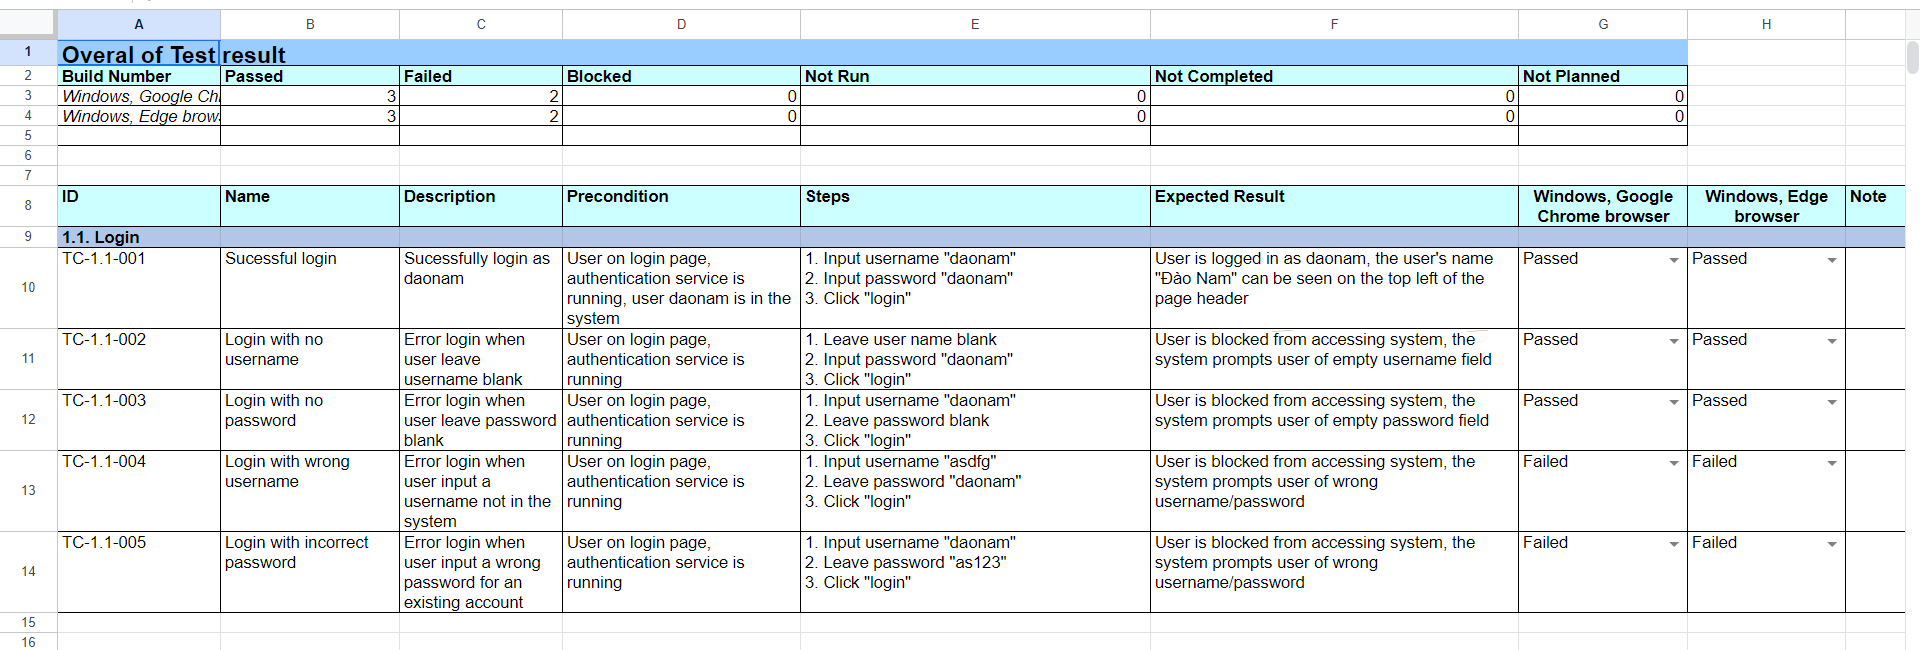 A B C D E F G H
1 Overal of Test result
2 Build Number Passed Failed Blocked Not Run Not Completed Not Planned
3 Windows, Google Ch 3 2 0 0 0 0
4 Windows, Edge brow 3 2 0 0 0 0
5
6
7
8 ID Name Description Precondition Steps Expected Result Windows, Google Chrome browser Windows, Edge browser Note
9 1.1. Login
10
TC-1.1-001
Sucessful login
Sucessfully login as
daonam
User on login page,
authentication service is
running, user daonam is in the
system
1. Input username "daonam"
2. Input password "daonam"
3. Click "login"
User is logged in as daonam, the user's name
"Đào Nam" can be seen on the top left of the
page header
Passed
Passed
11
TC-1.1-002
Login with no
username
Error login when
user leave
username blank
User on login page,
authentication service is
running
1. Leave user name blank
2. Input password "daonam"
3. Click "login"
User is blocked from accessing system, the
system prompts user of empty username field
Passed
Passed
12
TC-1.1-003
Login with no
password
Error login when
user leave password
blank
User on login page,
authentication service is
running
1. Input username "daonam"
2. Leave password blank
3. Click "login"
User is blocked from accessing system, the
system prompts user of empty password field
Passed
Passed
13
TC-1.1-004
Login with wrong
username
Error login when
user input a
username not in the
system
User on login page,
authentication service is
running
1. Input username "asdfg"
2. Leave password "daonam"
3. Click "login"
User is blocked from accessing system, the
system prompts user of wrong
username/password
Failed
Failed
14
TC-1.1-005
Login with incorrect
password
Error login when
user input a wrong
password for an
existing account
User on login page,
authentication service is
running
1. Input username "daonam"
2. Leave password "as123"
3. Click "login"
User is blocked from accessing system, the
system prompts user of wrong
username/password
Failed
Failed
15
16